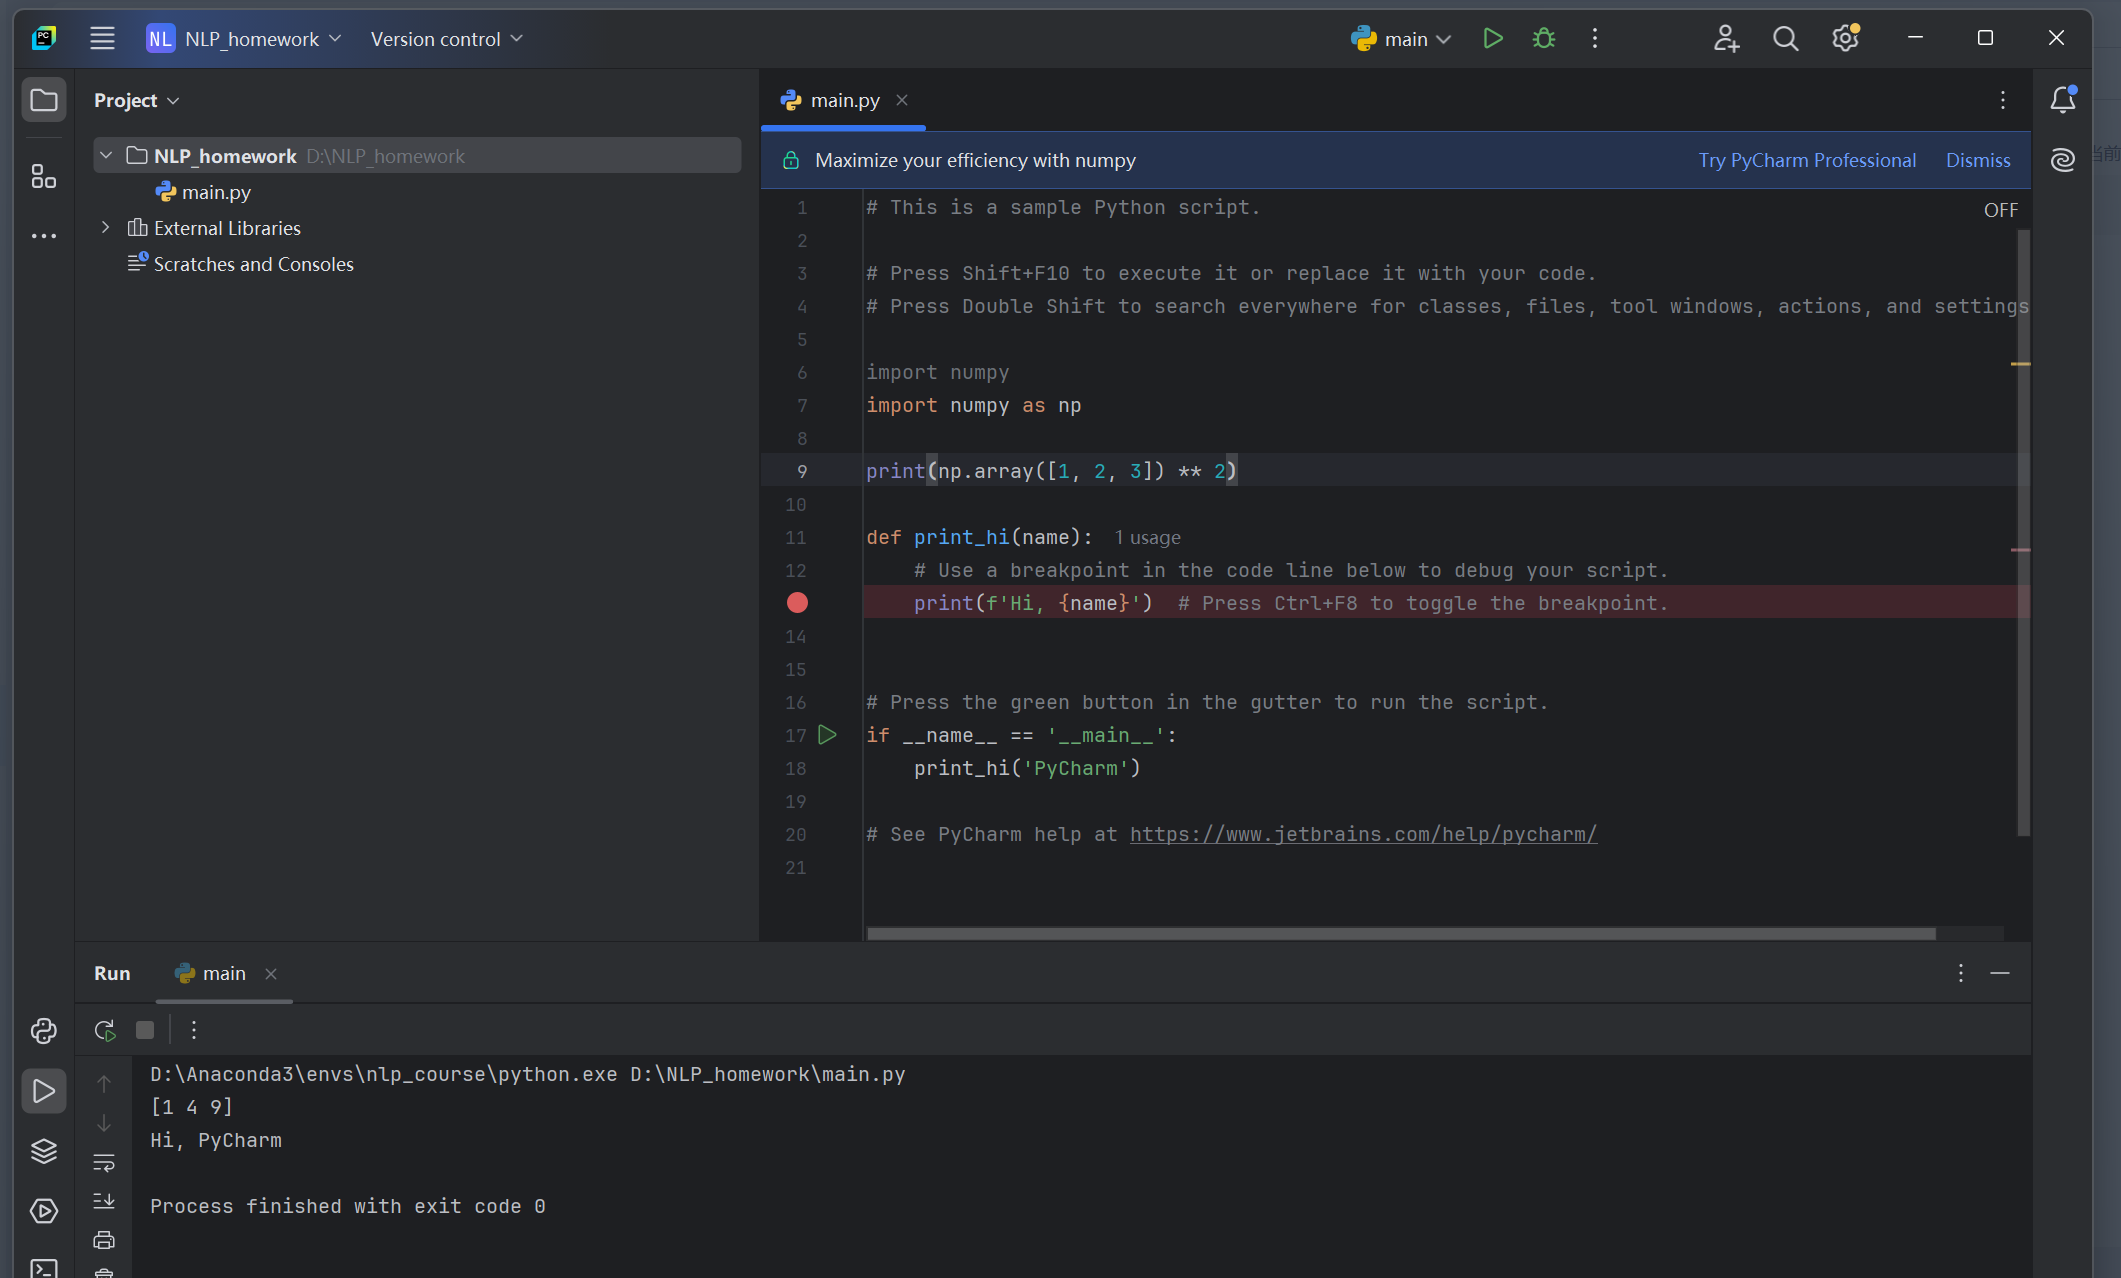 PC
NL NLP_homework Version control main
Project
main.py
NLP_homework D:\NLP_homework
main.py
External Libraries
Scratches and Consoles
Maximize your efficiency with numpy Try PyCharm Professional Dismiss
当前
OFF
1 # This is a sample Python script.
2
3 # Press Shift+F10 to execute it or replace it with your code.
4 # Press Double Shift to search everywhere for classes, files, tool windows, actions, and settings
5
6 import numpy
7 import numpy as np
8
9 print(np.array([1, 2, 3]) ** 2)
10
11 def print_hi(name): 1 usage
12     # Use a breakpoint in the code line below to debug your script.
    print(f'Hi, {name}')  # Press Ctrl+F8 to toggle the breakpoint.
14
15
16 # Press the green button in the gutter to run the script.
17 if __name__ == '__main__':
18     print_hi('PyCharm')
19
20 # See PyCharm help at https://www.jetbrains.com/help/pycharm/
21
Run main
D:\Anaconda3\envs\nlp_course\python.exe D:\NLP_homework\main.py
[1 4 9]
Hi, PyCharm
Process finished with exit code 0